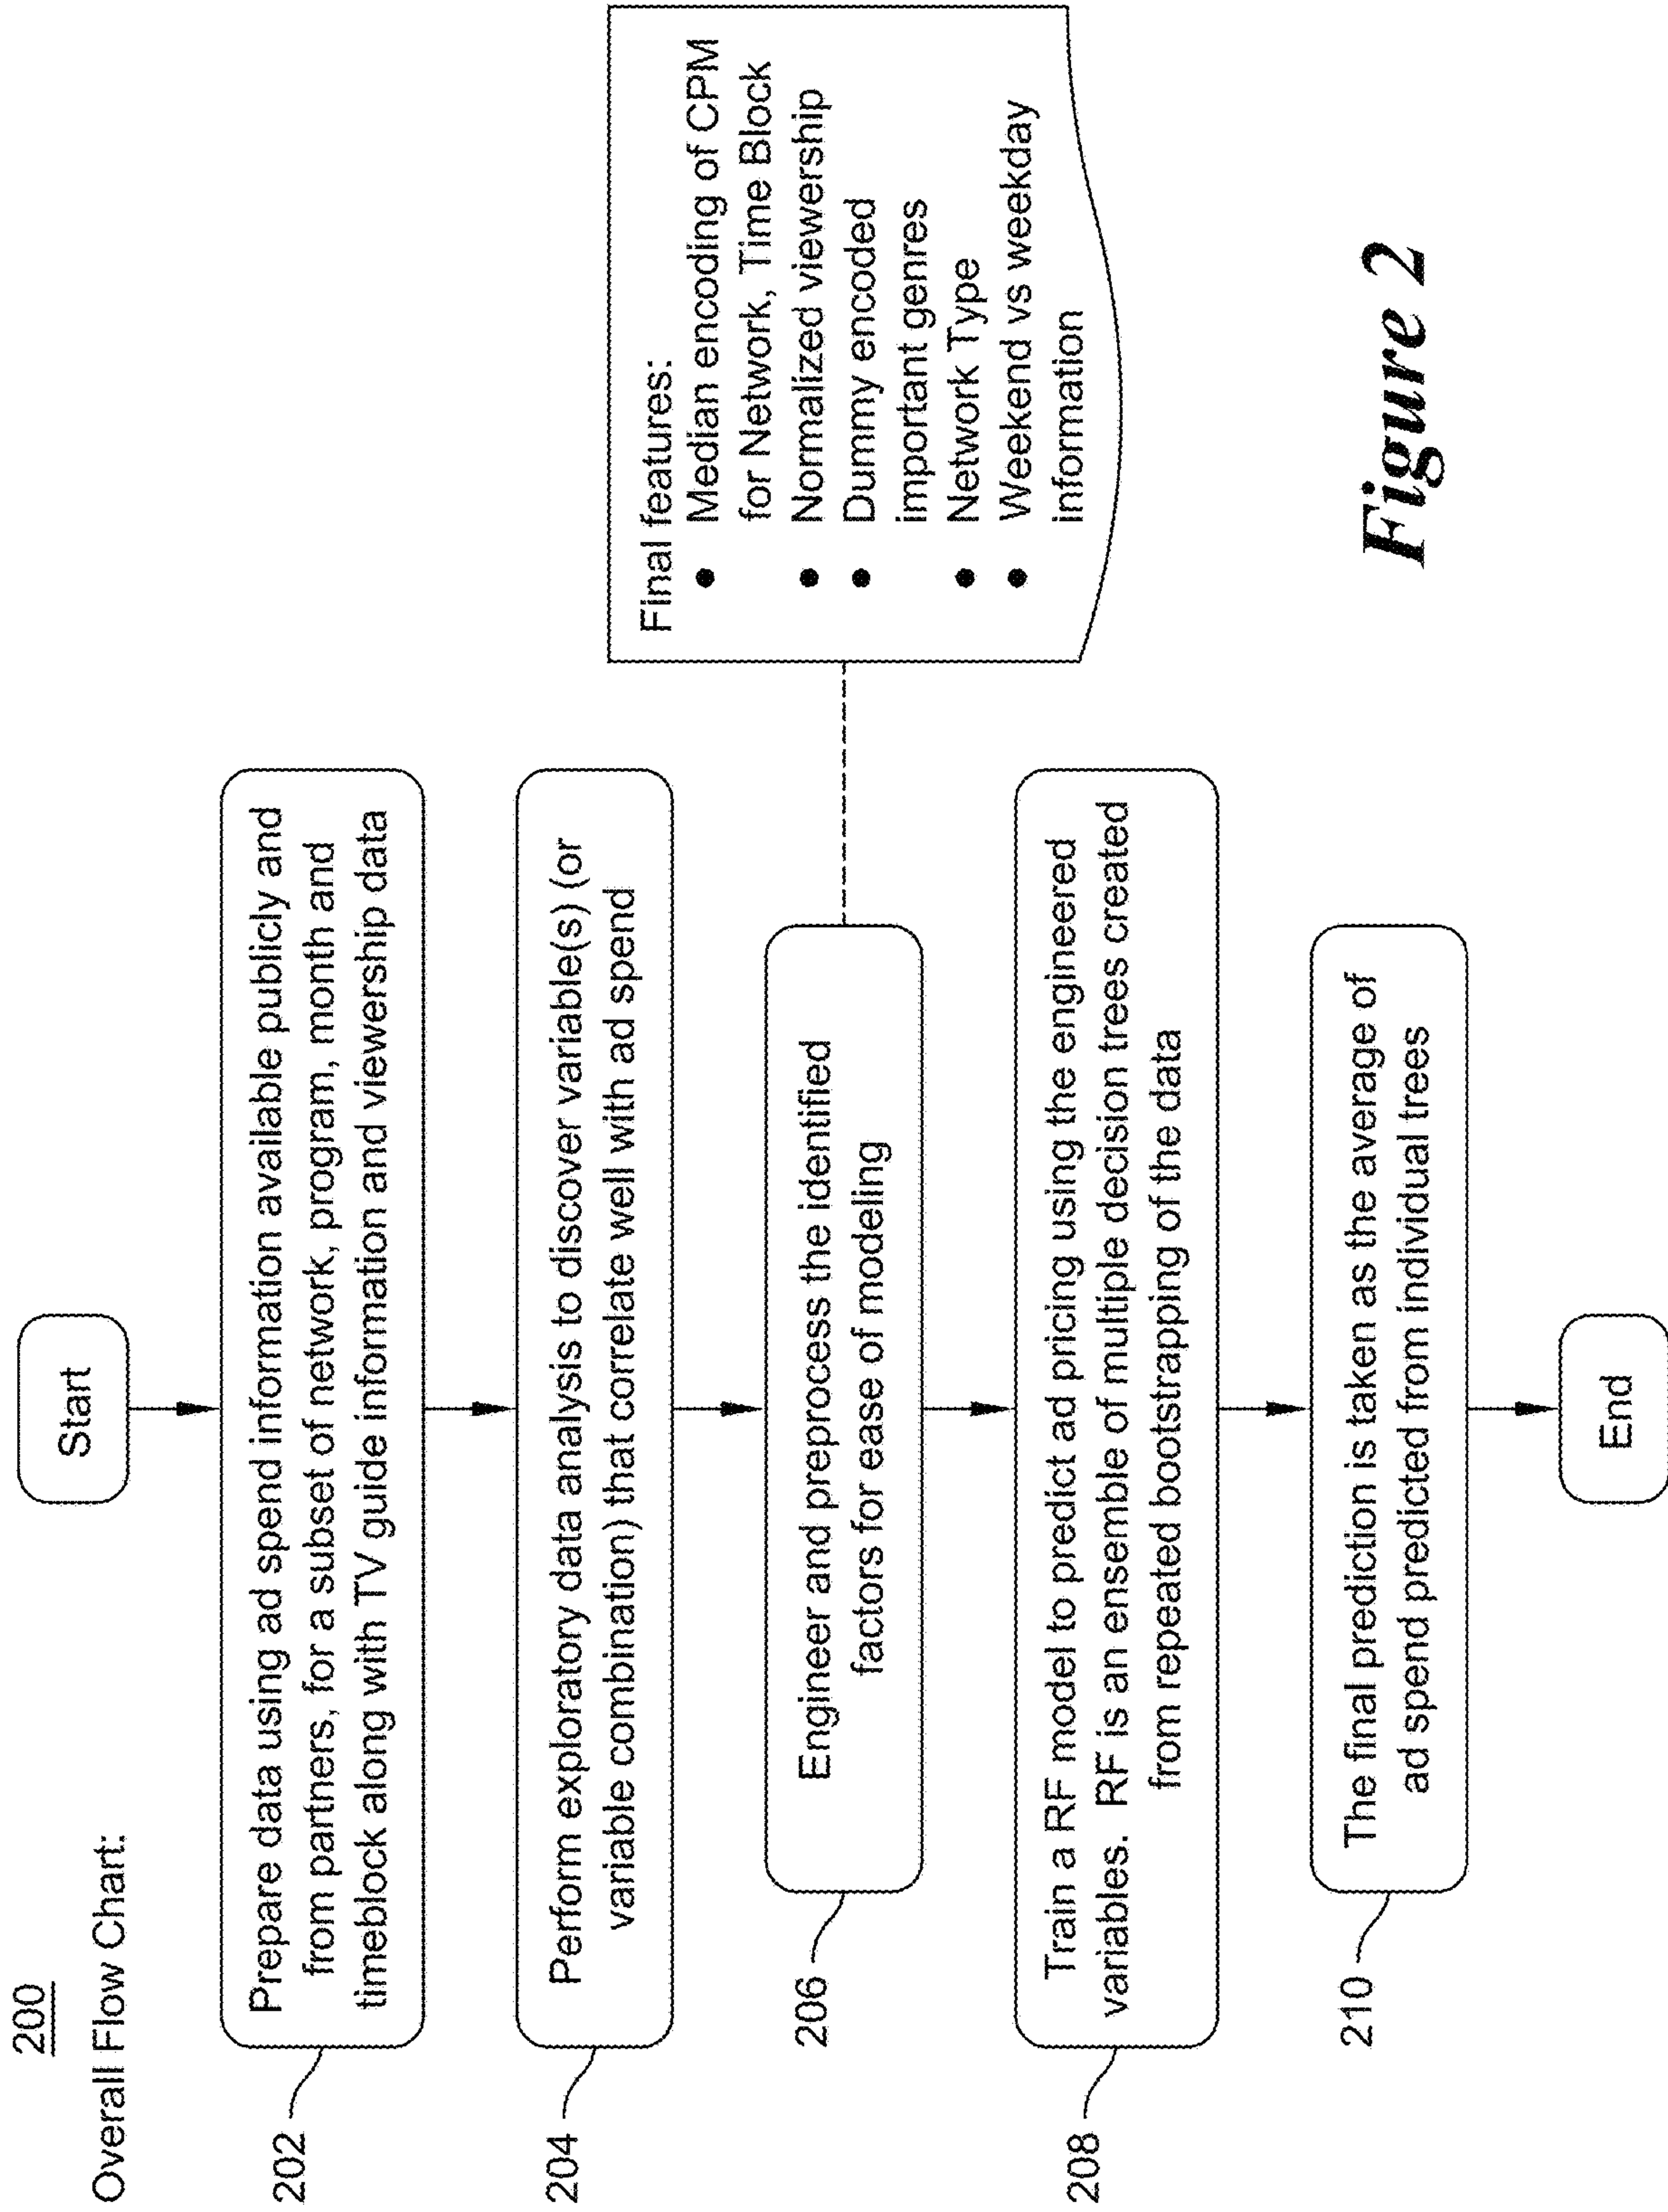 200
Overall Flow Chart:
Start
202
Prepare data using ad spend information available publicly and
from partners, for a subset of network, program, month and
timeblock along with TV guide information and viewership data
204
Perform exploratory data analysis to discover variable(s) (or
variable combination) that correlate well with ad spend
206
Engineer and preprocess the identified
factors for ease of modeling
Final features:
● Median encoding of CPM
for Network, Time Block
● Normalized viewership
● Dummy encoded
important genres
● Network Type
● Weekend vs weekday
information
208
Train a RF model to predict ad pricing using the engineered
variables. RF is an ensemble of multiple decision trees created
from repeated bootstrapping of the data
210
The final prediction is taken as the average of
ad spend predicted from individual trees
End
Figure 2